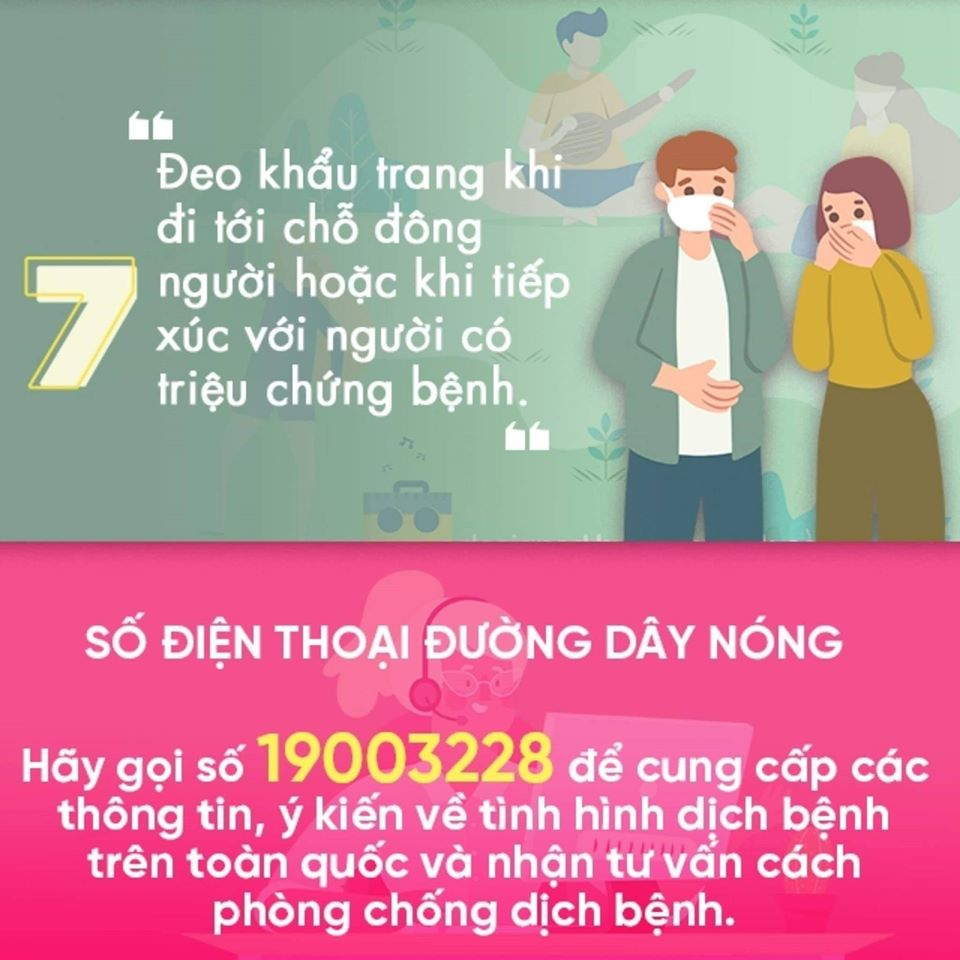 7
“
Đeo khẩu trang khi
đi tới chỗ đông
người hoặc khi tiếp
xúc với người có
triệu chứng bệnh.
“
SỐ ĐIỆN THOẠI ĐƯỜNG DÂY NÓNG
Hãy gọi số 19003228 để cung cấp các
thông tin, ý kiến về tình hình dịch bệnh
trên toàn quốc và nhận tư vấn cách
phòng chống dịch bệnh.